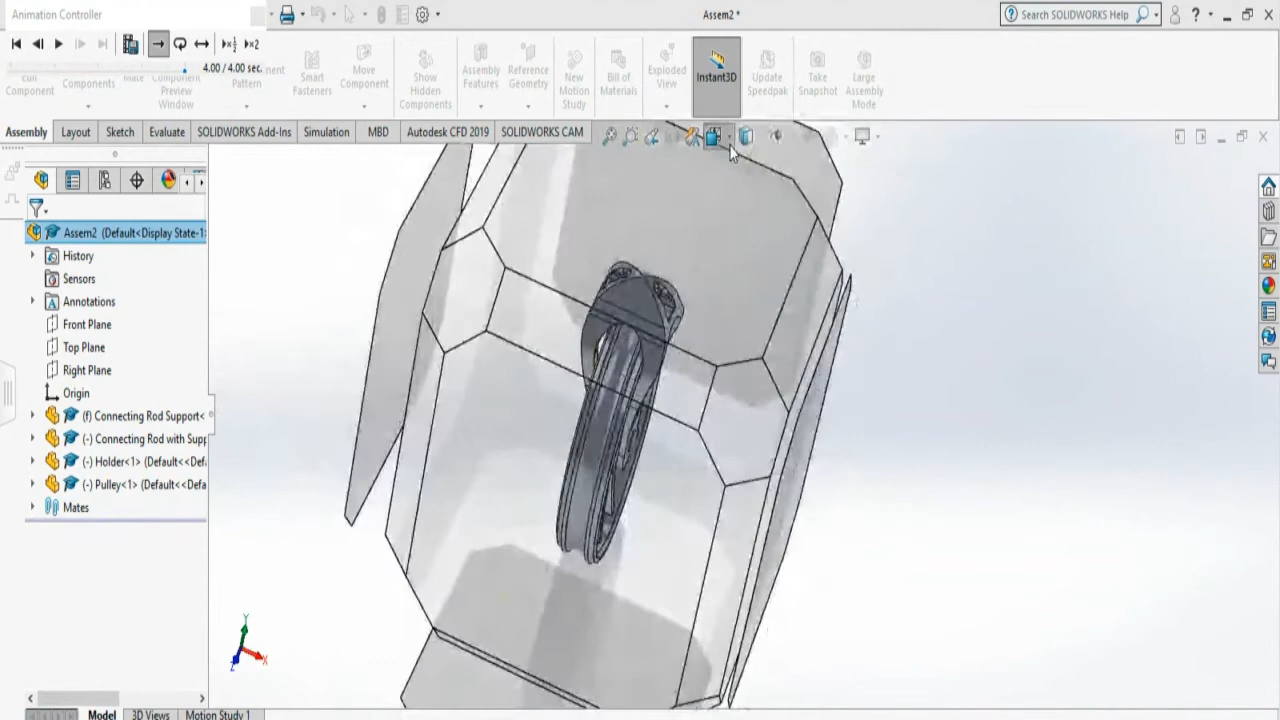 Animation Controller
Assem2 *
Search SOLIDWORKS Help
?
4.00 / 4.00 sec.
Edit Component
Components
Mate
Component Preview Window
Pattern
Smart Fasteners
Move Component
Show Hidden Components
Assembly Features
Reference Geometry
New Motion Study
Bill of Materials
Exploded View
Instant3D
Update Speedpak
Take Snapshot
Large Assembly Mode
Assembly
Layout
Sketch
Evaluate
SOLIDWORKS Add-Ins
Simulation
MBD
Autodesk CFD 2019
SOLIDWORKS CAM
Assem2 (Default<Display State-1>
History
Sensors
Annotations
Front Plane
Top Plane
Right Plane
Origin
(f) Connecting Rod Support<
(-) Connecting Rod with Supp
(-) Holder<1> (Default<<Def
(-) Pulley<1> (Default<<Defa
Mates
Y
X
Z
Model
3D Views
Motion Study 1